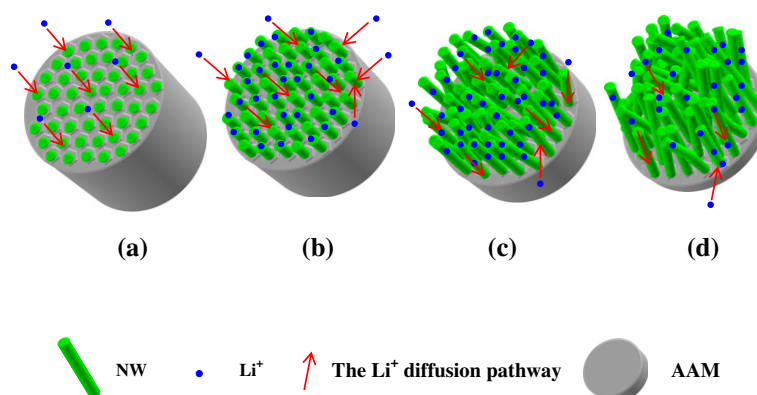 (a) (b) (c) (d)
NW Li⁺ The Li⁺ diffusion pathway AAM